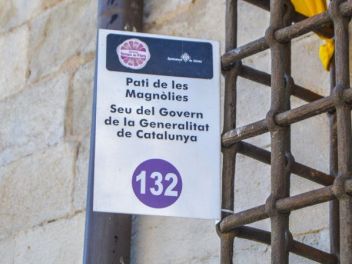 Pati de les
Magnòlies
Seu del Govern
de la Generalitat
de Catalunya
132